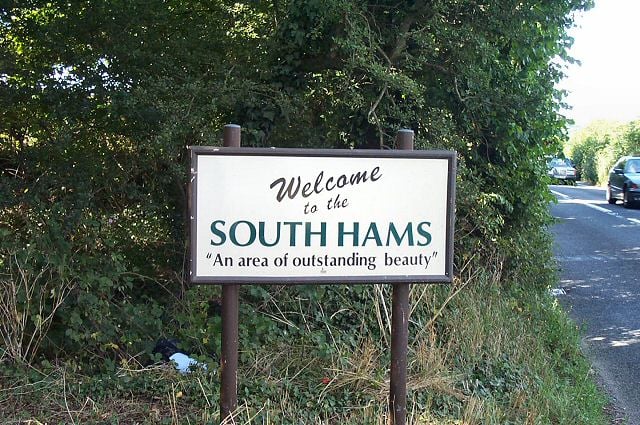 Welcome
to the
SOUTH HAMS
"An area of outstanding beauty"